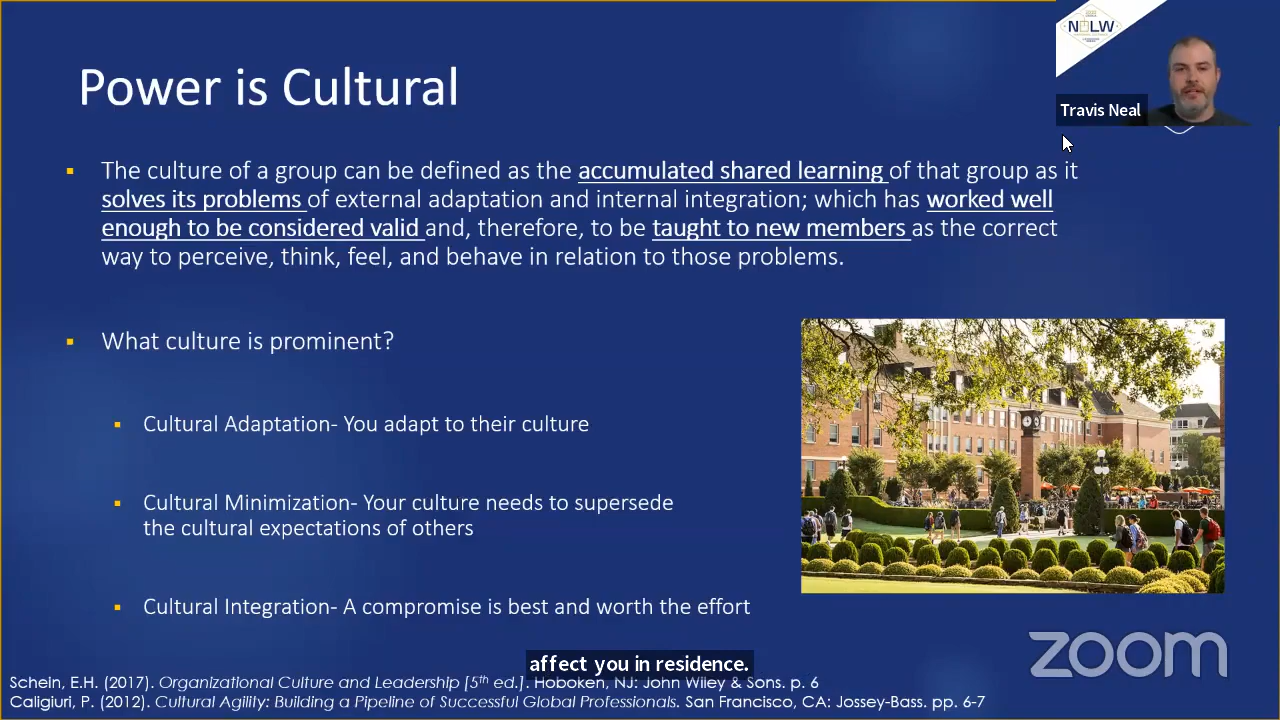 Power is Cultural
NLW
Travis Neal
▪ The culture of a group can be defined as the accumulated shared learning of that group as it
solves its problems of external adaptation and internal integration; which has worked well
enough to be considered valid and, therefore, to be taught to new members as the correct
way to perceive, think, feel, and behave in relation to those problems.
▪ What culture is prominent?
▪ Cultural Adaptation- You adapt to their culture
▪ Cultural Minimization- Your culture needs to supersede
the cultural expectations of others
▪ Cultural Integration- A compromise is best and worth the effort
zoom
affect you in residence.
Schein, E.H. (2017). Organizational Culture and Leadership [5th ed.]. Hoboken, NJ: John Wiley & Sons. p. 6
Caligiuri, P. (2012). Cultural Agility: Building a Pipeline of Successful Global Professionals. San Francisco, CA: Jossey-Bass. pp. 6-7